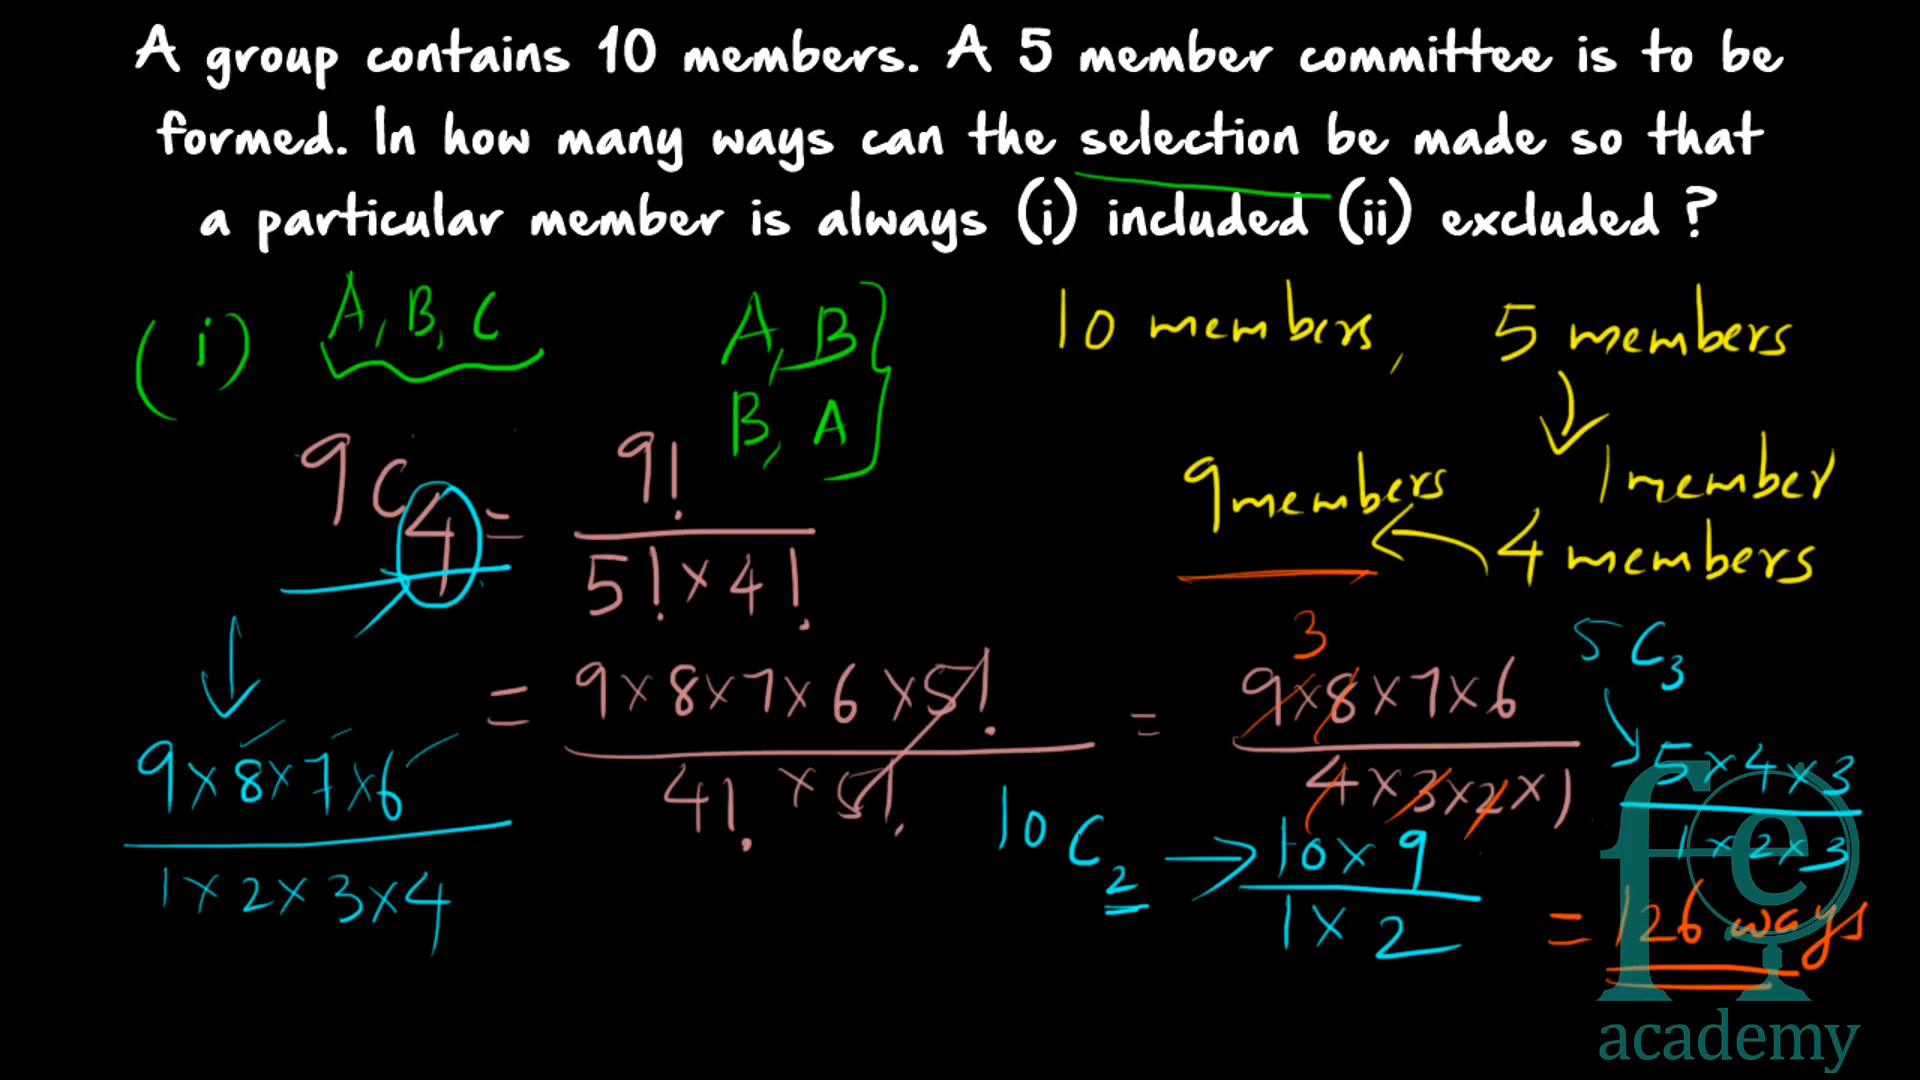 A group contains 10 members. A 5 member committee is to be
formed. In how many ways can the selection be made so that
a particular member is always (i) included (ii) excluded ?
(i) A, B, C
A, B
B, A
10 members, 5 members
1 member
9 members 4 members
9C4 = 9! / 5! × 4!
= 9 × 8 × 7 × 6 × 5! / 4! × 5! = 9 × 8 × 7 × 6 / 4 × 3 × 2 × 1
3
5C3
5 × 4 × 3
1 × 2 × 3
9 × 8 × 7 × 6
1 × 2 × 3 × 4
10C2 → 10 × 9
1 × 2
= 126 ways
fe
academy